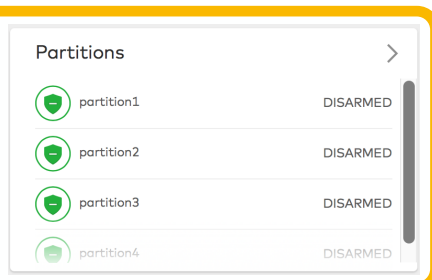 Partitions
partition1 DISARMED
partition2 DISARMED
partition3 DISARMED
partition4 DISARMED